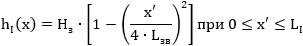 h_I(x) = H_з · [1 − (x′ / (4 · L_зв))²] при 0 ≤ x′ ≤ L_I